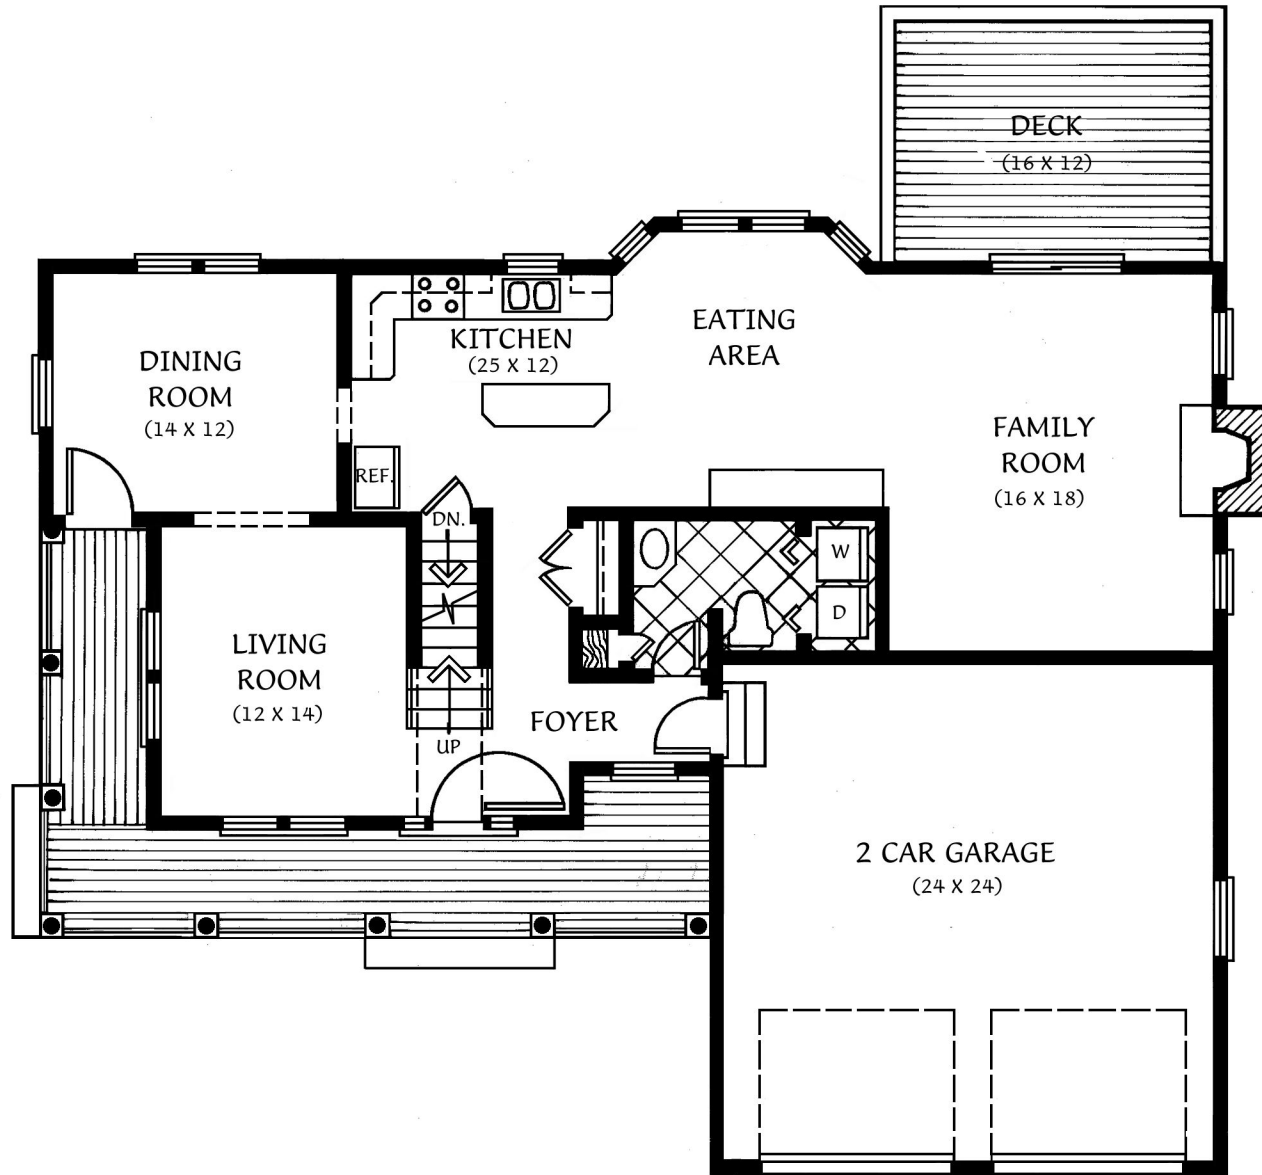 DECK
(16 X 12)
EATING
AREA
KITCHEN
(25 X 12)
DINING
ROOM
(14 X 12)
FAMILY
ROOM
(16 X 18)
REF.
DN.
W
D
LIVING
ROOM
(12 X 14)
FOYER
UP
2 CAR GARAGE
(24 X 24)